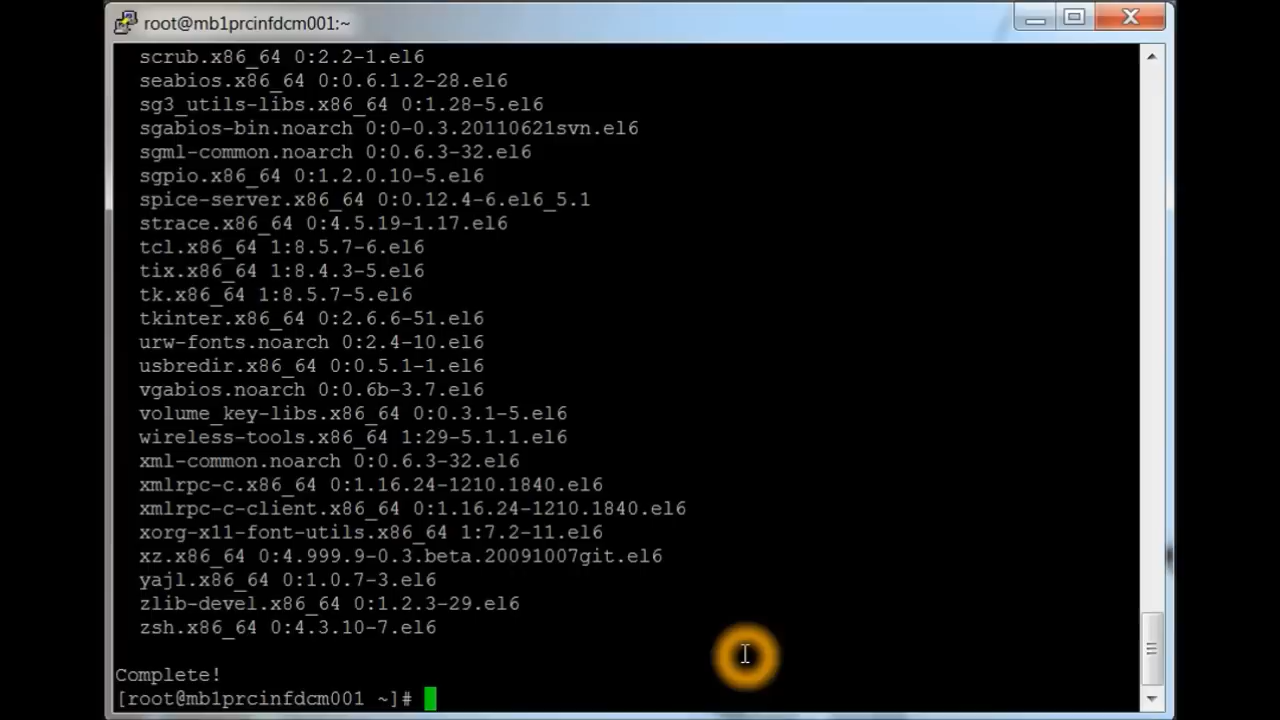 root@mb1prcinfdcm001:~
scrub.x86_64 0:2.2-1.el6
seabios.x86_64 0:0.6.1.2-28.el6
sg3_utils-libs.x86_64 0:1.28-5.el6
sgabios-bin.noarch 0:0-0.3.20110621svn.el6
sgml-common.noarch 0:0.6.3-32.el6
sgpio.x86_64 0:1.2.0.10-5.el6
spice-server.x86_64 0:0.12.4-6.el6_5.1
strace.x86_64 0:4.5.19-1.17.el6
tcl.x86_64 1:8.5.7-6.el6
tix.x86_64 1:8.4.3-5.el6
tk.x86_64 1:8.5.7-5.el6
tkinter.x86_64 0:2.6.6-51.el6
urw-fonts.noarch 0:2.4-10.el6
usbredir.x86_64 0:0.5.1-1.el6
vgabios.noarch 0:0.6b-3.7.el6
volume_key-libs.x86_64 0:0.3.1-5.el6
wireless-tools.x86_64 1:29-5.1.1.el6
xml-common.noarch 0:0.6.3-32.el6
xmlrpc-c.x86_64 0:1.16.24-1210.1840.el6
xmlrpc-c-client.x86_64 0:1.16.24-1210.1840.el6
xorg-x11-font-utils.x86_64 1:7.2-11.el6
xz.x86_64 0:4.999.9-0.3.beta.20091007git.el6
yajl.x86_64 0:1.0.7-3.el6
zlib-devel.x86_64 0:1.2.3-29.el6
zsh.x86_64 0:4.3.10-7.el6
Complete!
[root@mb1prcinfdcm001 ~]#